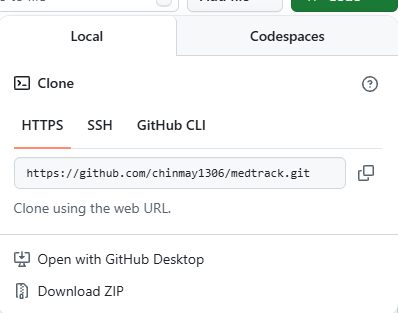 Local
Codespaces
Clone
HTTPS SSH GitHub CLI
https://github.com/chinmay1306/medtrack.git
Clone using the web URL.
Open with GitHub Desktop
Download ZIP